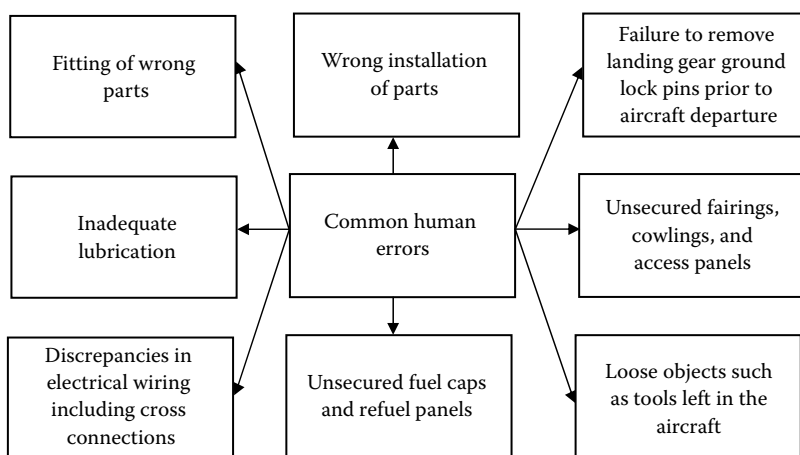 Fitting of wrong
parts
Wrong installation
of parts
Failure to remove
landing gear ground
lock pins prior to
aircraft departure
Inadequate
lubrication
Common human
errors
Unsecured fairings,
cowlings, and
access panels
Discrepancies in
electrical wiring
including cross
connections
Unsecured fuel caps
and refuel panels
Loose objects such
as tools left in the
aircraft